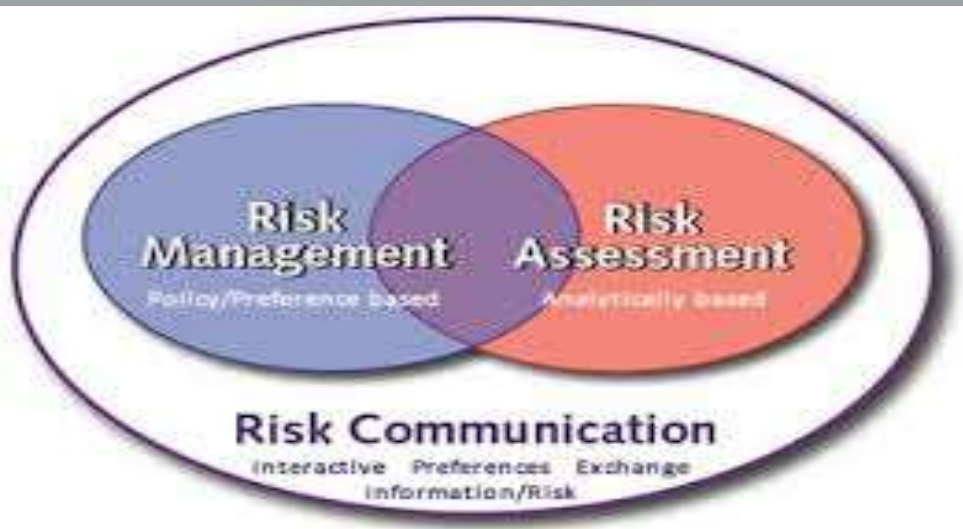 Risk
Management
Policy/Preference based
Risk
Assessment
Analytically based
Risk Communication
Interactive Preferences Exchange
Information/Risk